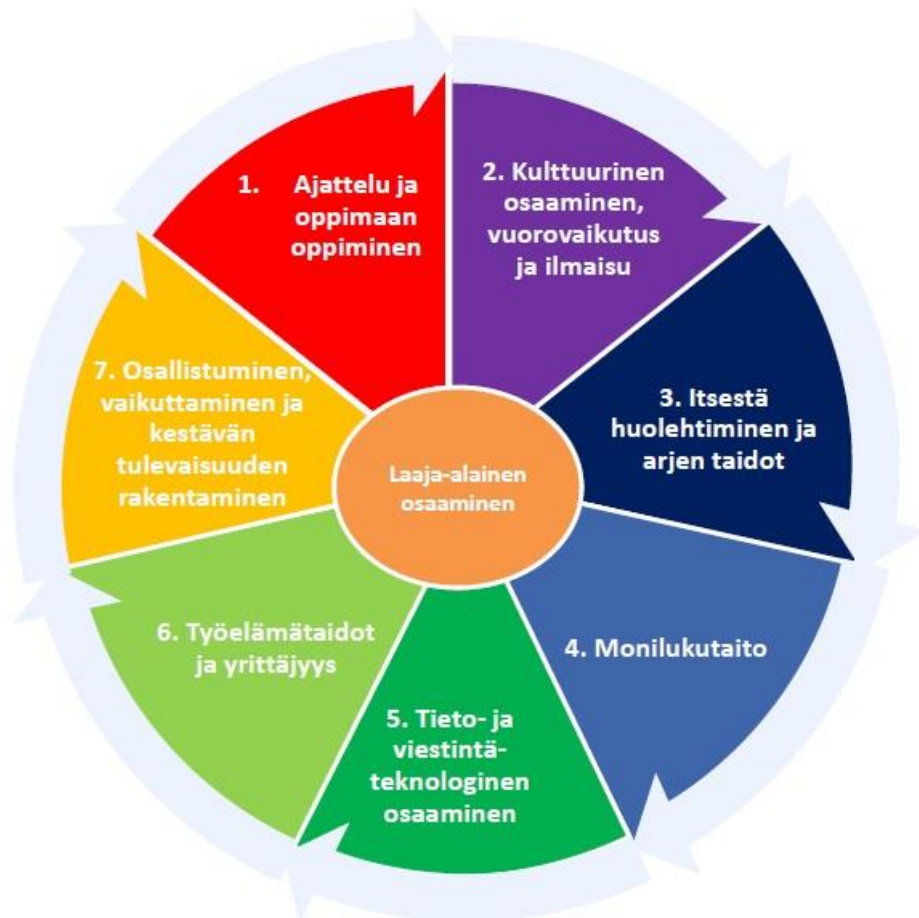 1. Ajattelu ja
oppimaan
oppiminen
2. Kulttuurinen
osaaminen,
vuorovaikutus
ja ilmaisu
3. Itsestä
huolehtiminen ja
arjen taidot
4. Monilukutaito
5. Tieto- ja
viestintä-
teknologinen
osaaminen
6. Työelämätaidot
ja yrittäjyys
7. Osallistuminen,
vaikuttaminen ja
kestävän
tulevaisuuden
rakentaminen
Laaja-alainen
osaaminen